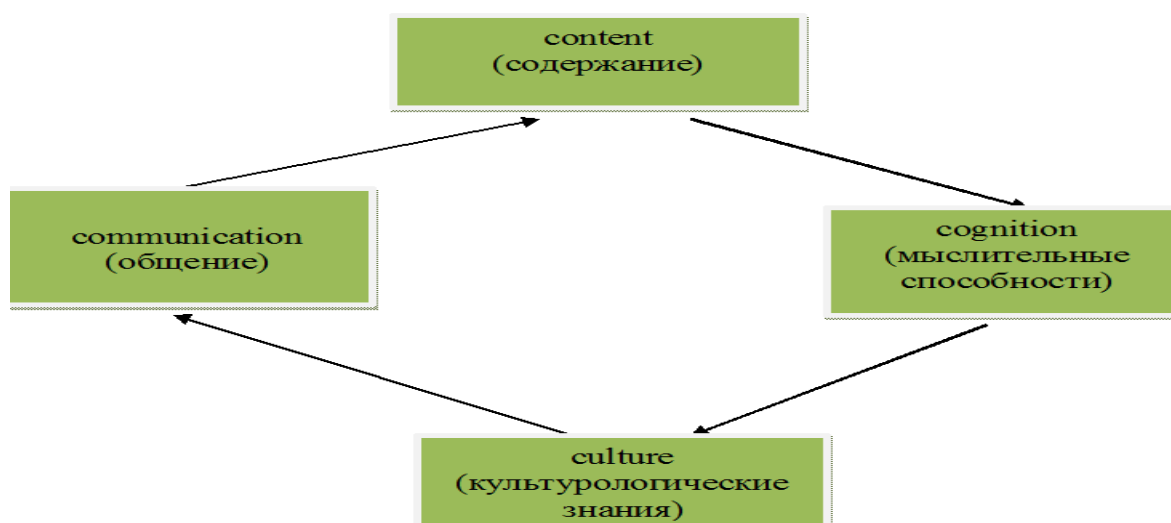 content
(содержание)
communication
(общение)
cognition
(мыслительные
способности)
culture
(культурологические
знания)